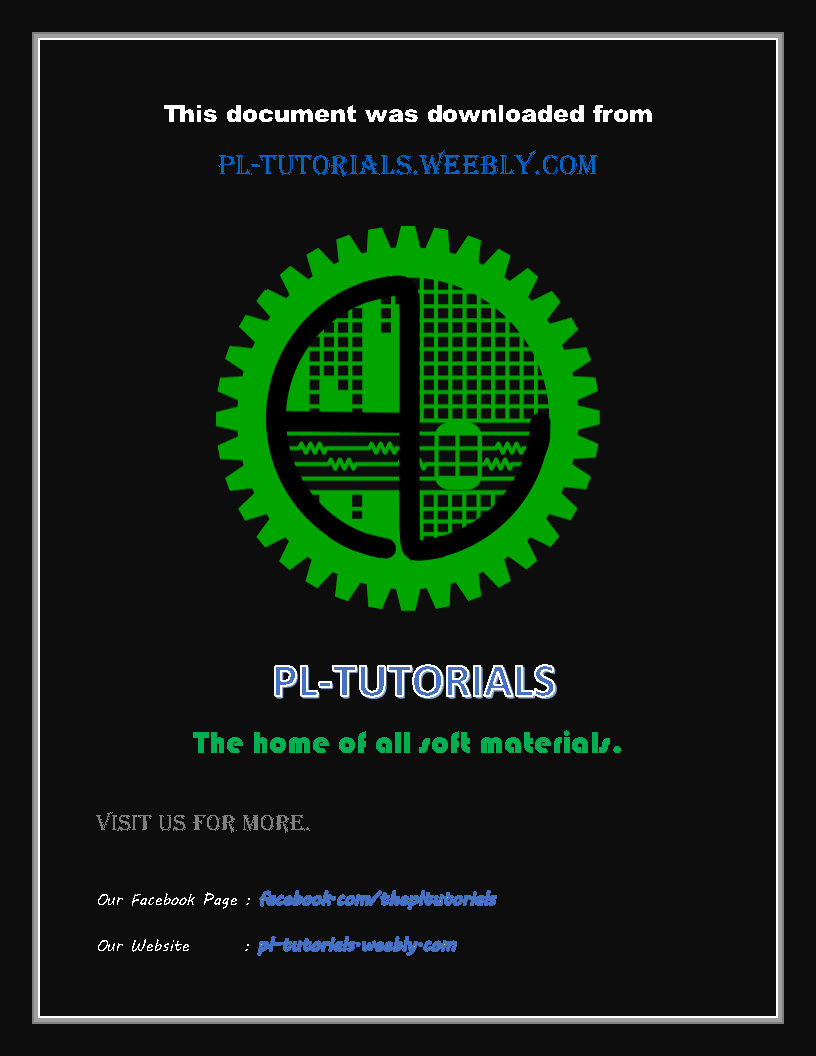 This document was downloaded from
PL-TUTORIALS.WEEBLY.COM
PL-TUTORIALS
The home of all soft materials.
VISIT US FOR MORE.
Our Facebook Page : facebook.com/thepltutorials
Our Website : pl-tutorials.weebly.com